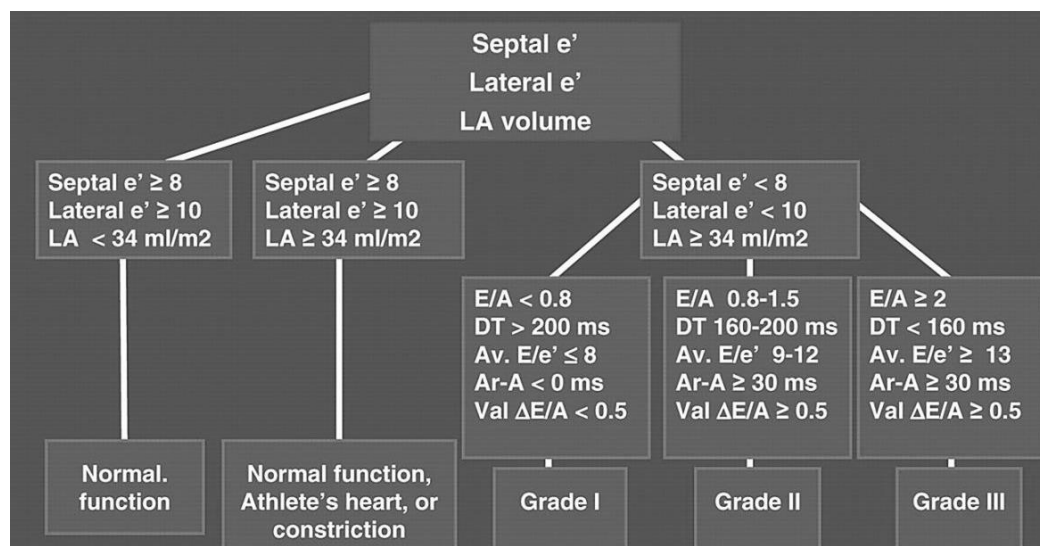 Septal e’
Lateral e’
LA volume
Septal e’ ≥ 8
Lateral e’ ≥ 10
LA < 34 ml/m2
Septal e’ ≥ 8
Lateral e’ ≥ 10
LA ≥ 34 ml/m2
Septal e’ < 8
Lateral e’ < 10
LA ≥ 34 ml/m2
E/A < 0.8
DT > 200 ms
Av. E/e’ ≤ 8
Ar-A < 0 ms
Val ΔE/A < 0.5
E/A 0.8-1.5
DT 160-200 ms
Av. E/e’ 9-12
Ar-A ≥ 30 ms
Val ΔE/A ≥ 0.5
E/A ≥ 2
DT < 160 ms
Av. E/e’ ≥ 13
Ar-A ≥ 30 ms
Val ΔE/A ≥ 0.5
Normal.
function
Normal function,
Athlete’s heart, or
constriction
Grade I
Grade II
Grade III